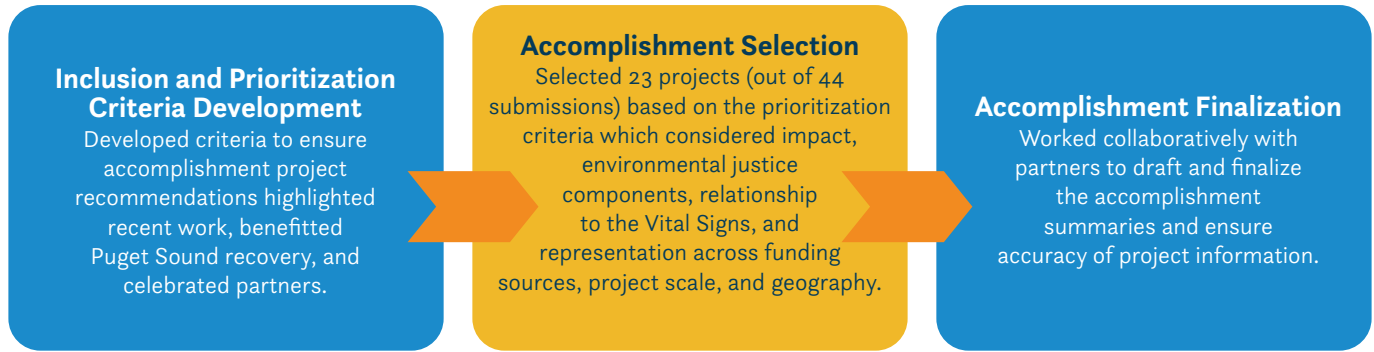 Inclusion and Prioritization
Criteria Development
Developed criteria to ensure
accomplishment project
recommendations highlighted
recent work, benefitted
Puget Sound recovery, and
celebrated partners.
Accomplishment Selection
Selected 23 projects (out of 44
submissions) based on the prioritization
criteria which considered impact,
environmental justice
components, relationship
to the Vital Signs, and
representation across funding
sources, project scale, and geography.
Accomplishment Finalization
Worked collaboratively with
partners to draft and finalize
the accomplishment
summaries and ensure
accuracy of project information.